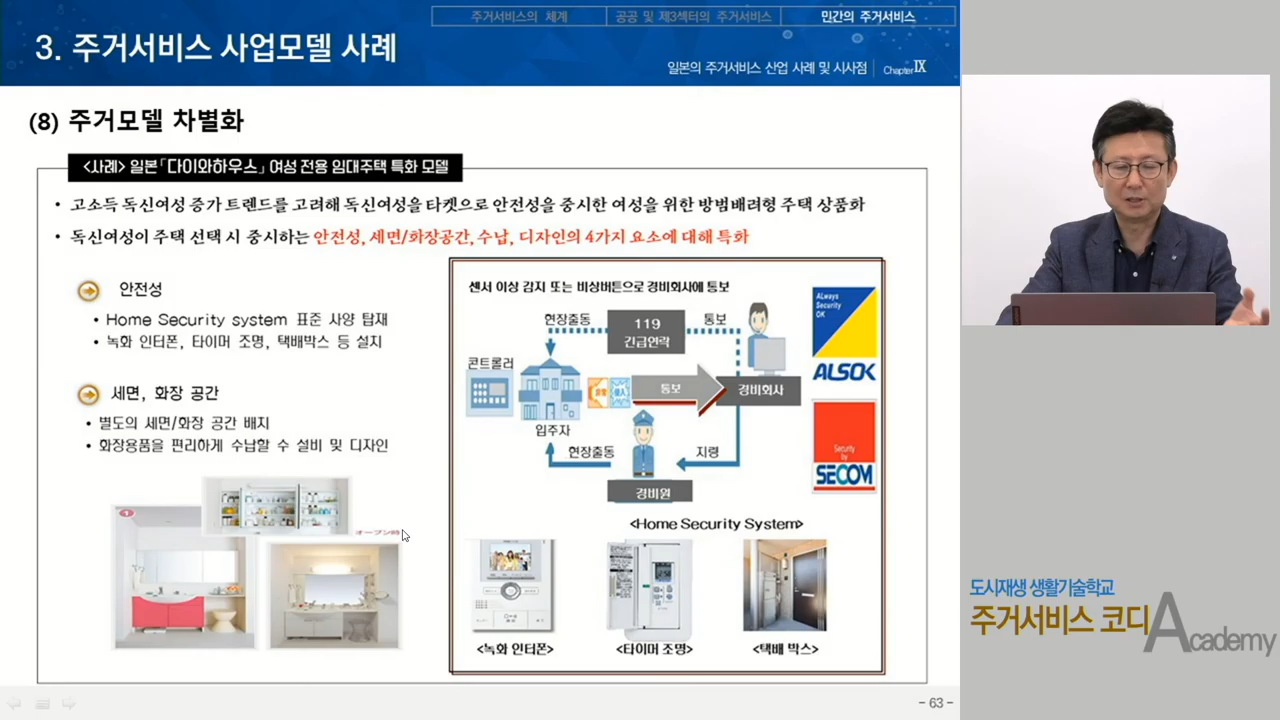 주거서비스의 체계
공공 및 제3섹터의 주거서비스
민간의 주거서비스
3. 주거서비스 사업모델 사례
일본의 주거서비스 산업 사례 및 시사점
Chapter Ⅸ
(8) 주거모델 차별화
<사례> 일본「다이와하우스」여성 전용 임대주택 특화 모델
• 고소득 독신여성 증가 트렌드를 고려해 독신여성을 타켓으로 안전성을 중시한 여성을 위한 방범배려형 주택 상품화
• 독신여성이 주택 선택 시 중시하는 안전성, 세면/화장공간, 수납, 디자인의 4가지 요소에 대해 특화
안전성
• Home Security system 표준 사양 탑재
• 녹화 인터폰, 타이머 조명, 택배박스 등 설치
세면, 화장 공간
• 별도의 세면/화장 공간 배치
• 화장용품을 편리하게 수납할 수 설비 및 디자인
1
オープン時
센서 이상 감지 또는 비상버튼으로 경비회사에 통보
현장출동
119
긴급연락
통보
콘트롤러
통보
경비회사
입주자
현장출동
지령
경비원
ALways
Security
OK
ALSOK
Security
by
SECOM
<Home Security System>
<녹화 인터폰>
<타이머 조명>
<택배 박스>
- 63 -
도시재생 생활기술학교
주거서비스 코디
Academy